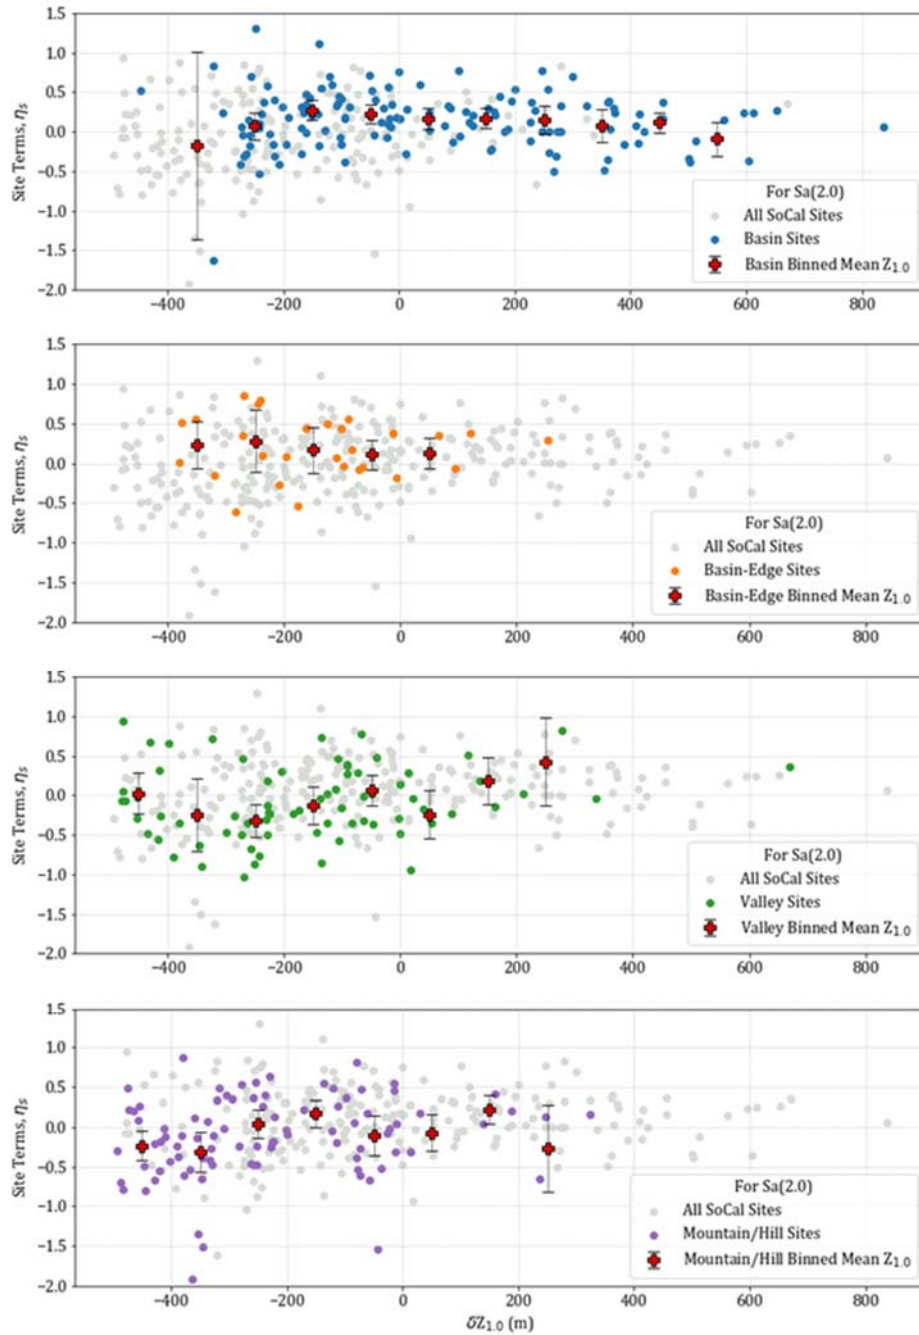 Site Terms, ηs
1.5
1.0
0.5
0.0
−0.5
−1.0
−1.5
−2.0
For Sa(2.0)
All SoCal Sites
Basin Sites
Basin Binned Mean Z1.0
−400 −200 0 200 400 600 800
Site Terms, ηs
1.5
1.0
0.5
0.0
−0.5
−1.0
−1.5
−2.0
For Sa(2.0)
All SoCal Sites
Basin-Edge Sites
Basin-Edge Binned Mean Z1.0
−400 −200 0 200 400 600 800
Site Terms, ηs
1.5
1.0
0.5
0.0
−0.5
−1.0
−1.5
−2.0
For Sa(2.0)
All SoCal Sites
Valley Sites
Valley Binned Mean Z1.0
−400 −200 0 200 400 600 800
Site Terms, ηs
1.5
1.0
0.5
0.0
−0.5
−1.0
−1.5
−2.0
For Sa(2.0)
All SoCal Sites
Mountain/Hill Sites
Mountain/Hill Binned Mean Z1.0
−400 −200 0 200 400 600 800
δZ1.0 (m)